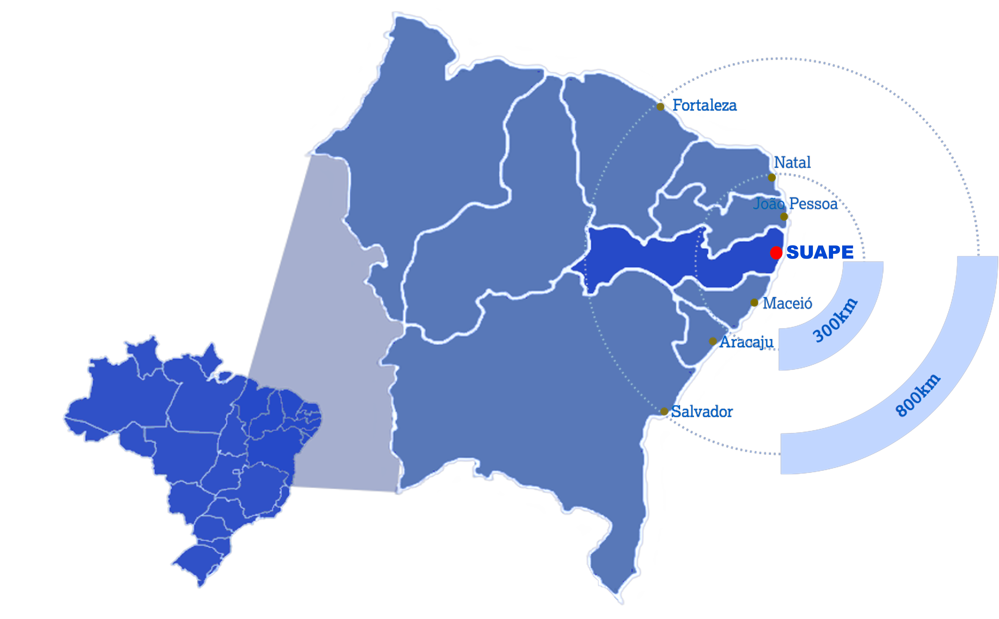 Fortaleza
Natal
João Pessoa
SUAPE
Maceió
300km
Aracaju
800km
Salvador